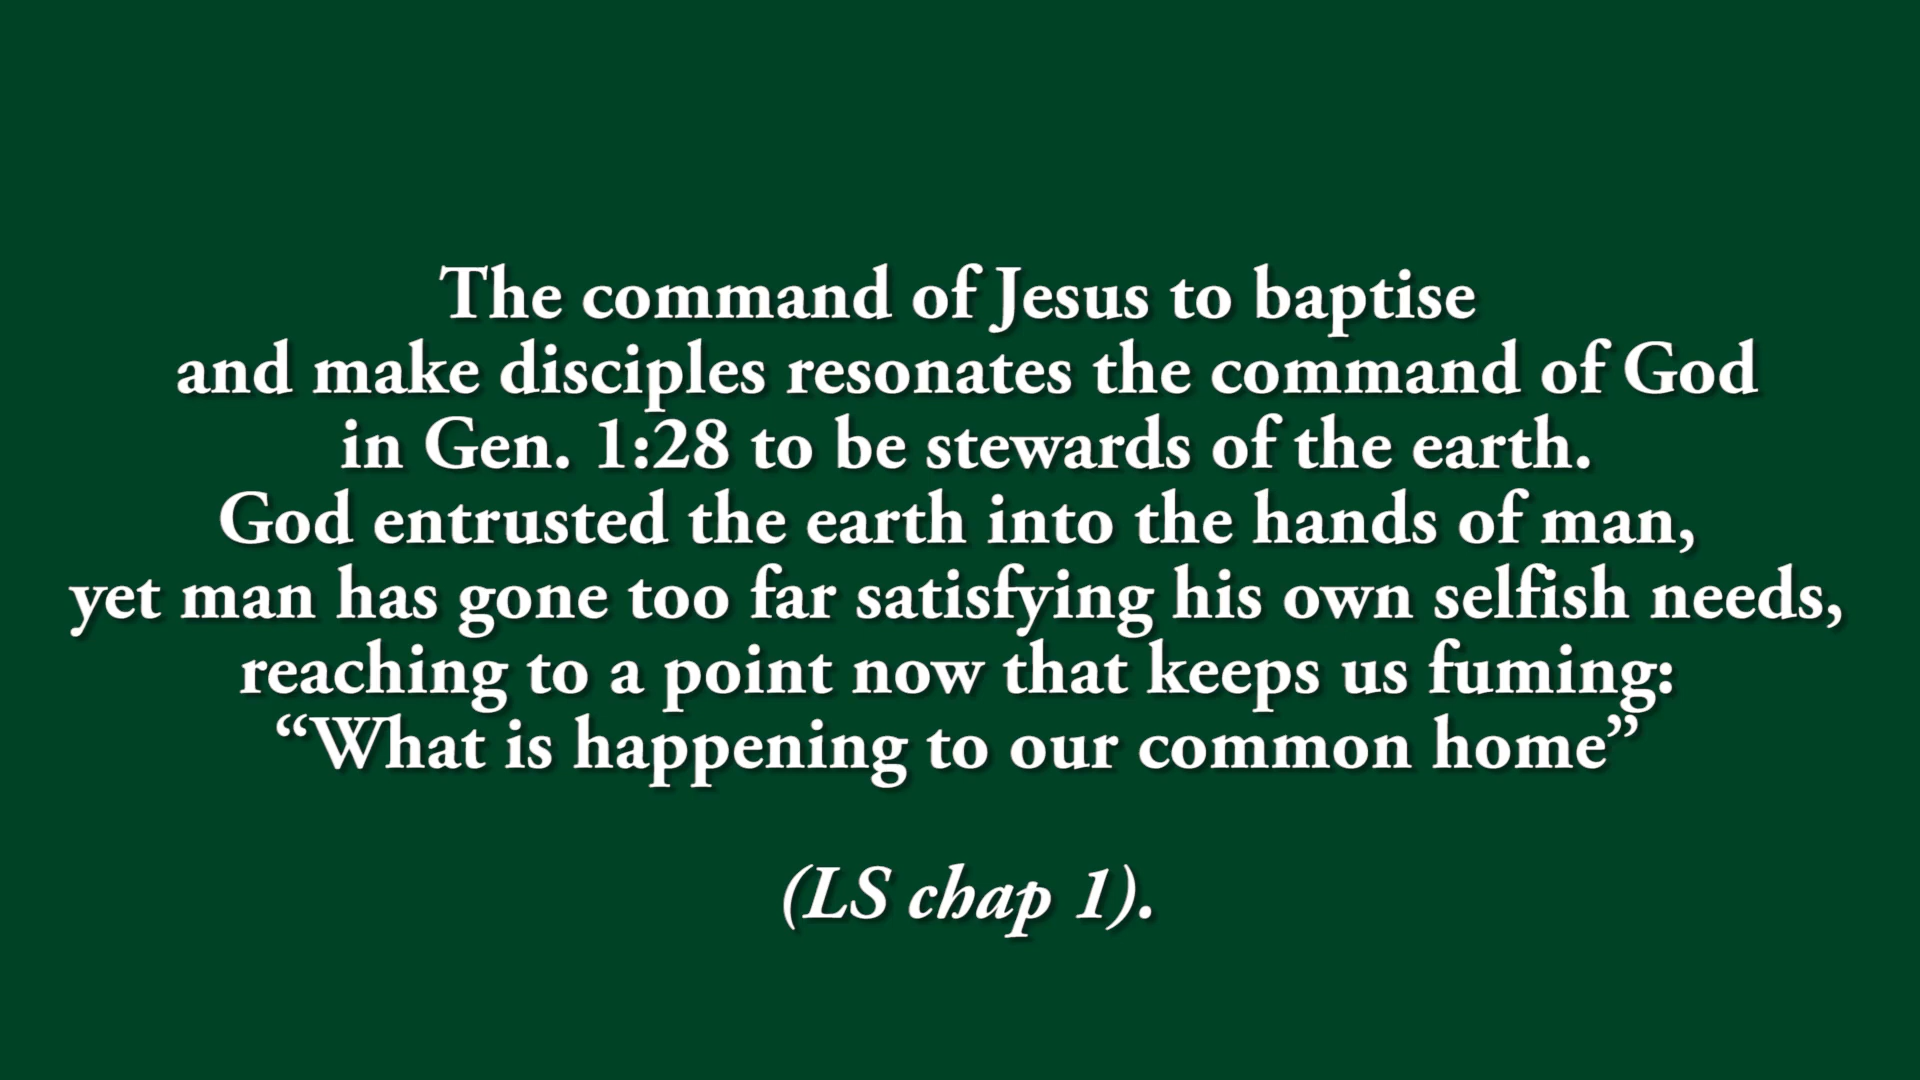 The command of Jesus to baptise
and make disciples resonates the command of God
in Gen. 1:28 to be stewards of the earth.
God entrusted the earth into the hands of man,
yet man has gone too far satisfying his own selfish needs,
reaching to a point now that keeps us fuming:
“What is happening to our common home”
(LS chap 1).